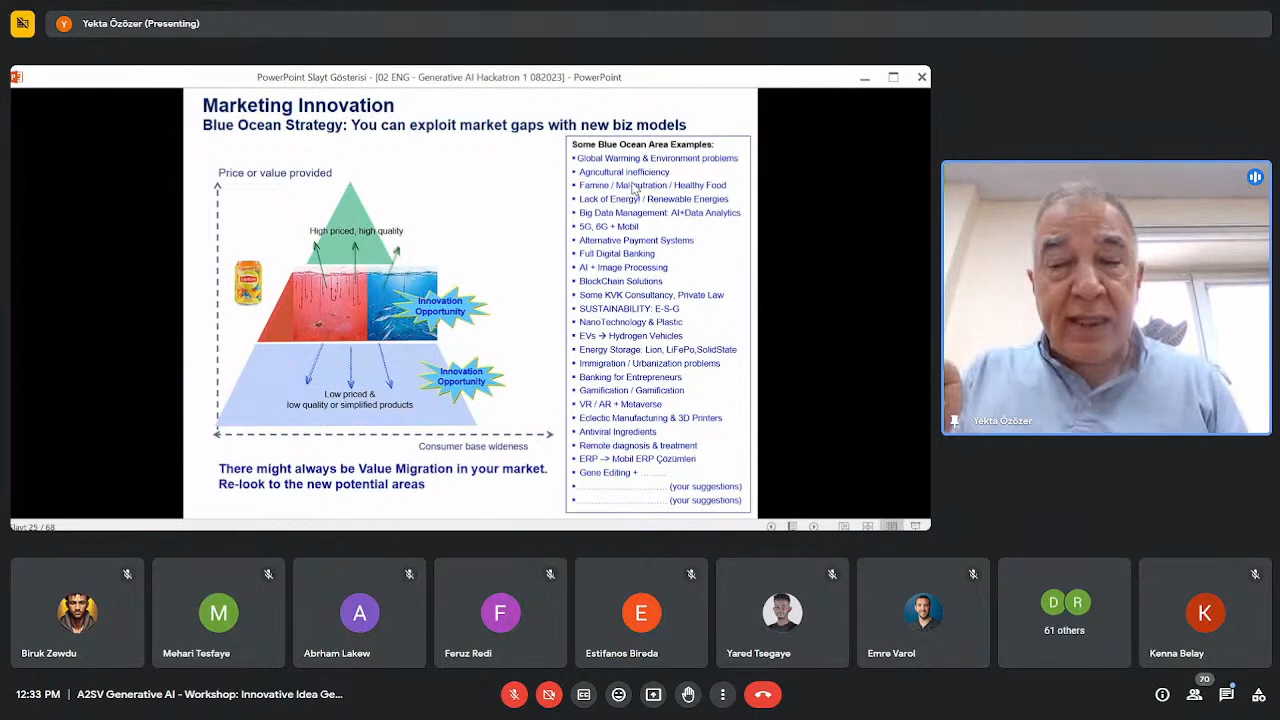 Y
Yekta Özözer (Presenting)
PowerPoint Slayt Gösterisi - [02 ENG - Generative AI Hackatron 1 082023] - PowerPoint
Marketing Innovation
Blue Ocean Strategy: You can exploit market gaps with new biz models
Price or value provided
High priced, high quality
Lipton
Innovation
Opportunity
Innovation
Opportunity
Low priced &
low quality or simplified products
Consumer base wideness
There might always be Value Migration in your market.
Re-look to the new potential areas
Some Blue Ocean Area Examples:
▪ Global Warming & Environment problems
▪ Agricultural inefficiency
▪ Famine / Malnutration / Healthy Food
▪ Lack of Energy / Renewable Energies
▪ Big Data Management: AI+Data Analytics
▪ 5G, 6G + Mobil
▪ Alternative Payment Systems
▪ Full Digital Banking
▪ AI + Image Processing
▪ BlockChain Solutions
▪ Some KVK Consultancy, Private Law
▪ SUSTAINABILITY: E-S-G
▪ NanoTechnology & Plastic
▪ EVs → Hydrogen Vehicles
▪ Energy Storage: Lion, LiFePo,SolidState
▪ Immigration / Urbanization problems
▪ Banking for Entrepreneurs
▪ Gamification / Gamification
▪ VR / AR + Metaverse
▪ Eclectic Manufacturing & 3D Printers
▪ Antiviral Ingredients
▪ Remote diagnosis & treatment
▪ ERP –> Mobil ERP Çözümleri
▪ Gene Editing + ........
▪ ........................... (your suggestions)
▪ ........................... (your suggestions)
Slayt 25 / 68
Yekta Özözer
Biruk Zewdu
M
Mehari Tesfaye
A
Abrham Lakew
F
Feruz Redi
E
Estifanos Bireda
Yared Tsegaye
Emre Varol
D R
61 others
K
Kenna Belay
12:33 PM | A2SV Generative AI - Workshop: Innovative Idea Ge...
70